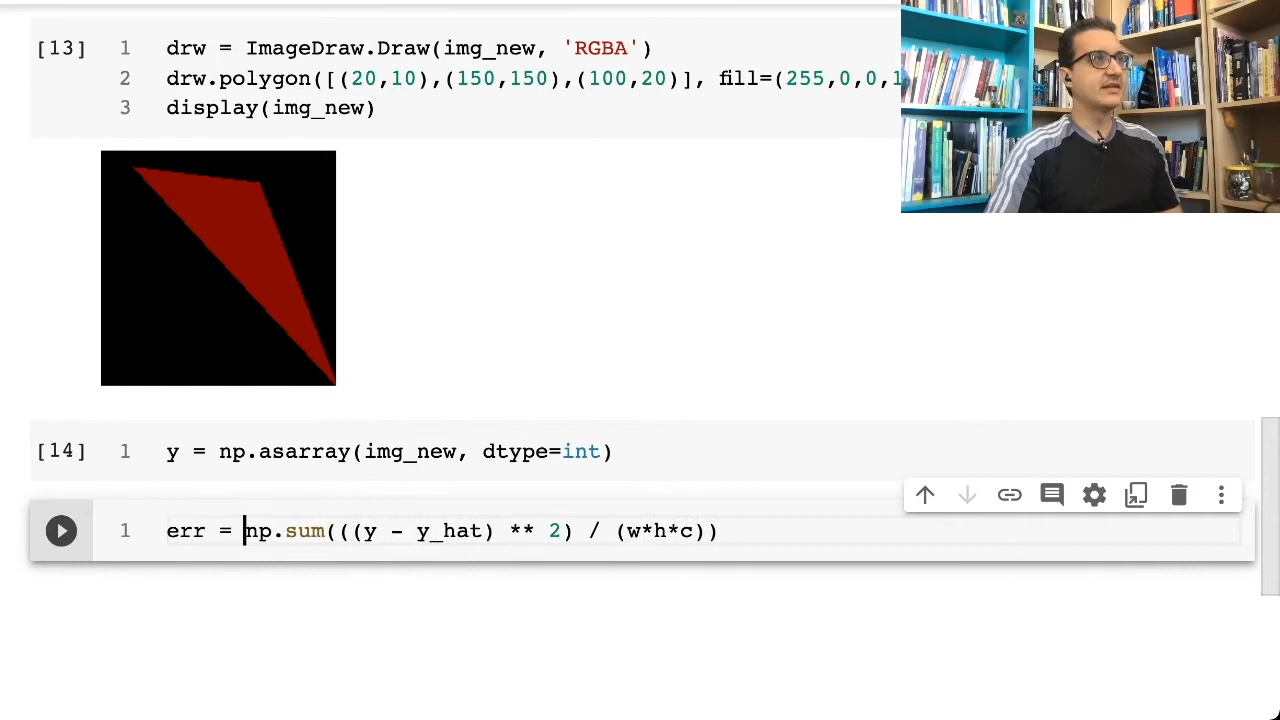 [13] 1 drw = ImageDraw.Draw(img_new, 'RGBA')
2 drw.polygon([(20,10),(150,150),(100,20)], fill=(255,0,0,1
3 display(img_new)
[14] 1 y = np.asarray(img_new, dtype=int)
1 err = np.sum(((y - y_hat) ** 2) / (w*h*c))